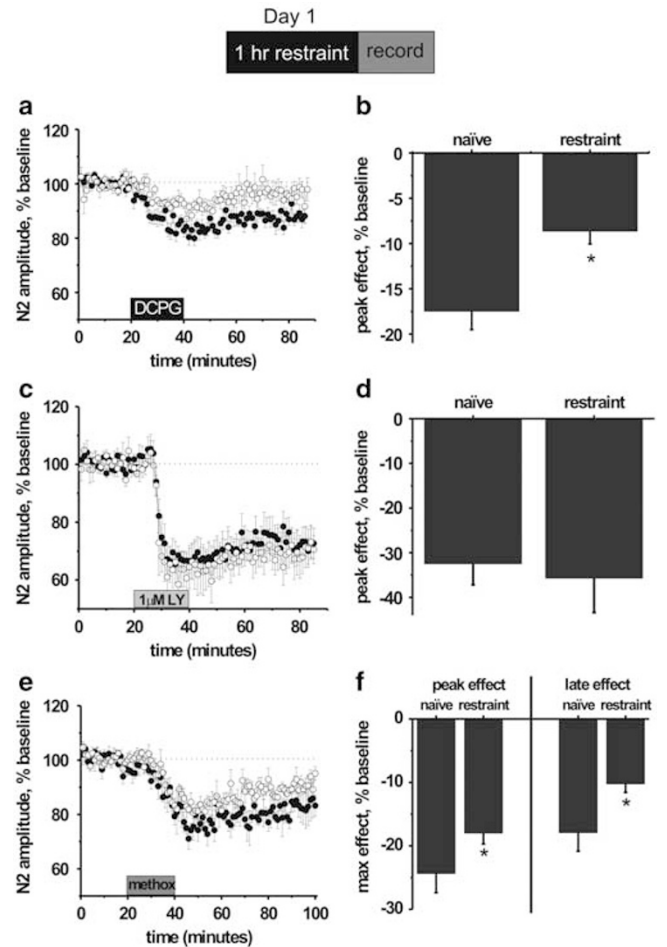 Day 1
1 hr restraint record
a
120
100
80
60
N2 amplitude, % baseline
DCPG
0 20 40 60 80
time (minutes)
b
naïve restraint
0
-5
-10
-15
-20
peak effect, % baseline
*
c
120
100
80
60
N2 amplitude, % baseline
1μM LY
0 20 40 60 80
time (minutes)
d
naïve restraint
0
-10
-20
-30
-40
peak effect, % baseline
e
120
100
80
60
N2 amplitude, % baseline
methox
0 20 40 60 80 100
time (minutes)
f
peak effect late effect
naïve restraint naïve restraint
0
-10
-20
-30
max effect, % baseline
* *